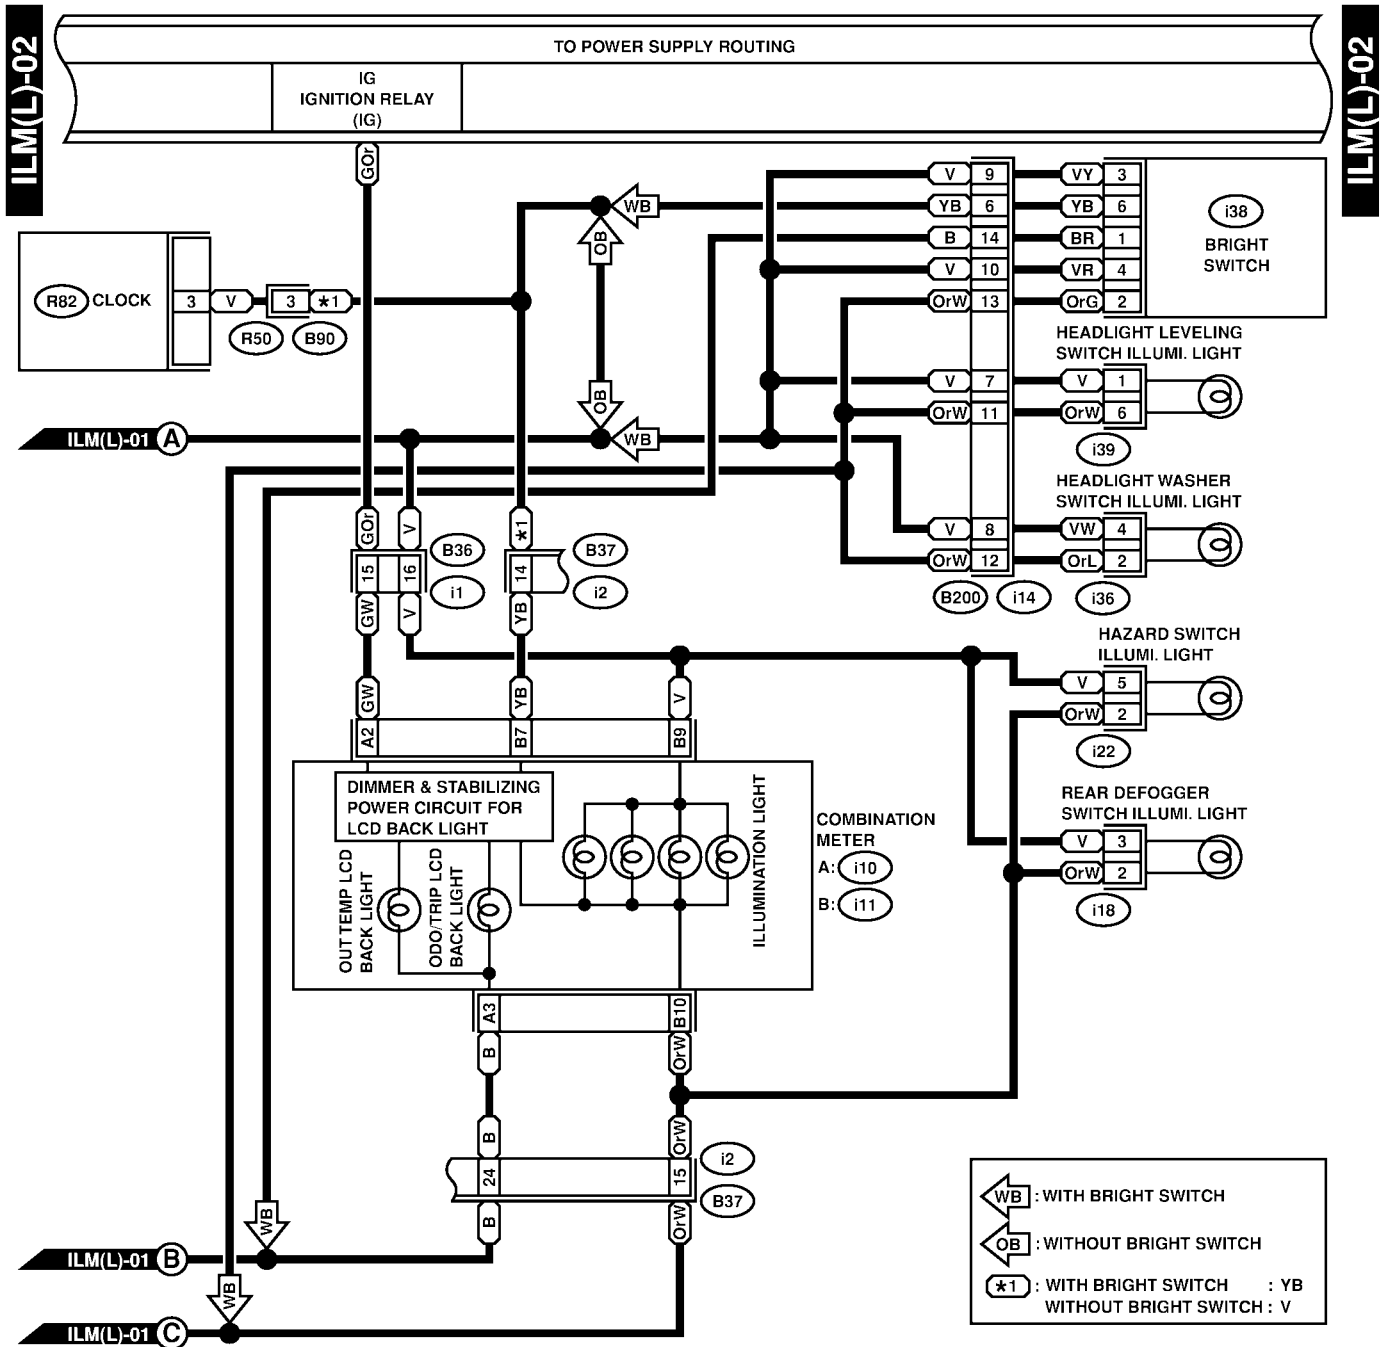 ILM(L)-02
ILM(L)-02
TO POWER SUPPLY ROUTING
IG
IGNITION RELAY
(IG)
GOr
WB
OB
V 9 VY 3
YB 6 YB 6
B 14 BR 1
V 10 VR 4
OrW 13 OrG 2
i38
BRIGHT
SWITCH
R82 CLOCK 3 V 3 *1
R50 B90
HEADLIGHT LEVELING
SWITCH ILLUMI. LIGHT
V 7 V 1
OrW 11 OrW 6
i39
OB
WB
ILM(L)-01 A
HEADLIGHT WASHER
SWITCH ILLUMI. LIGHT
V 8 VW 4
OrW 12 OrL 2
B200 i14 i36
GOr V *1
15 16 14
B36 B37
i1 i2
GW V YB
HAZARD SWITCH
ILLUMI. LIGHT
V 5
OrW 2
i22
GW YB V
A2 B7 B9
DIMMER & STABILIZING
POWER CIRCUIT FOR
LCD BACK LIGHT
OUT TEMP LCD
BACK LIGHT
ODO/TRIP LCD
BACK LIGHT
ILLUMINATION LIGHT
COMBINATION
METER
A: i10
B: i11
REAR DEFOGGER
SWITCH ILLUMI. LIGHT
V 3
OrW 2
i18
A3 B10
B OrW
B OrW
24 15
i2
B37
B OrW
WB
ILM(L)-01 B
WB
ILM(L)-01 C
WB : WITH BRIGHT SWITCH
OB : WITHOUT BRIGHT SWITCH
*1 : WITH BRIGHT SWITCH : YB
WITHOUT BRIGHT SWITCH : V